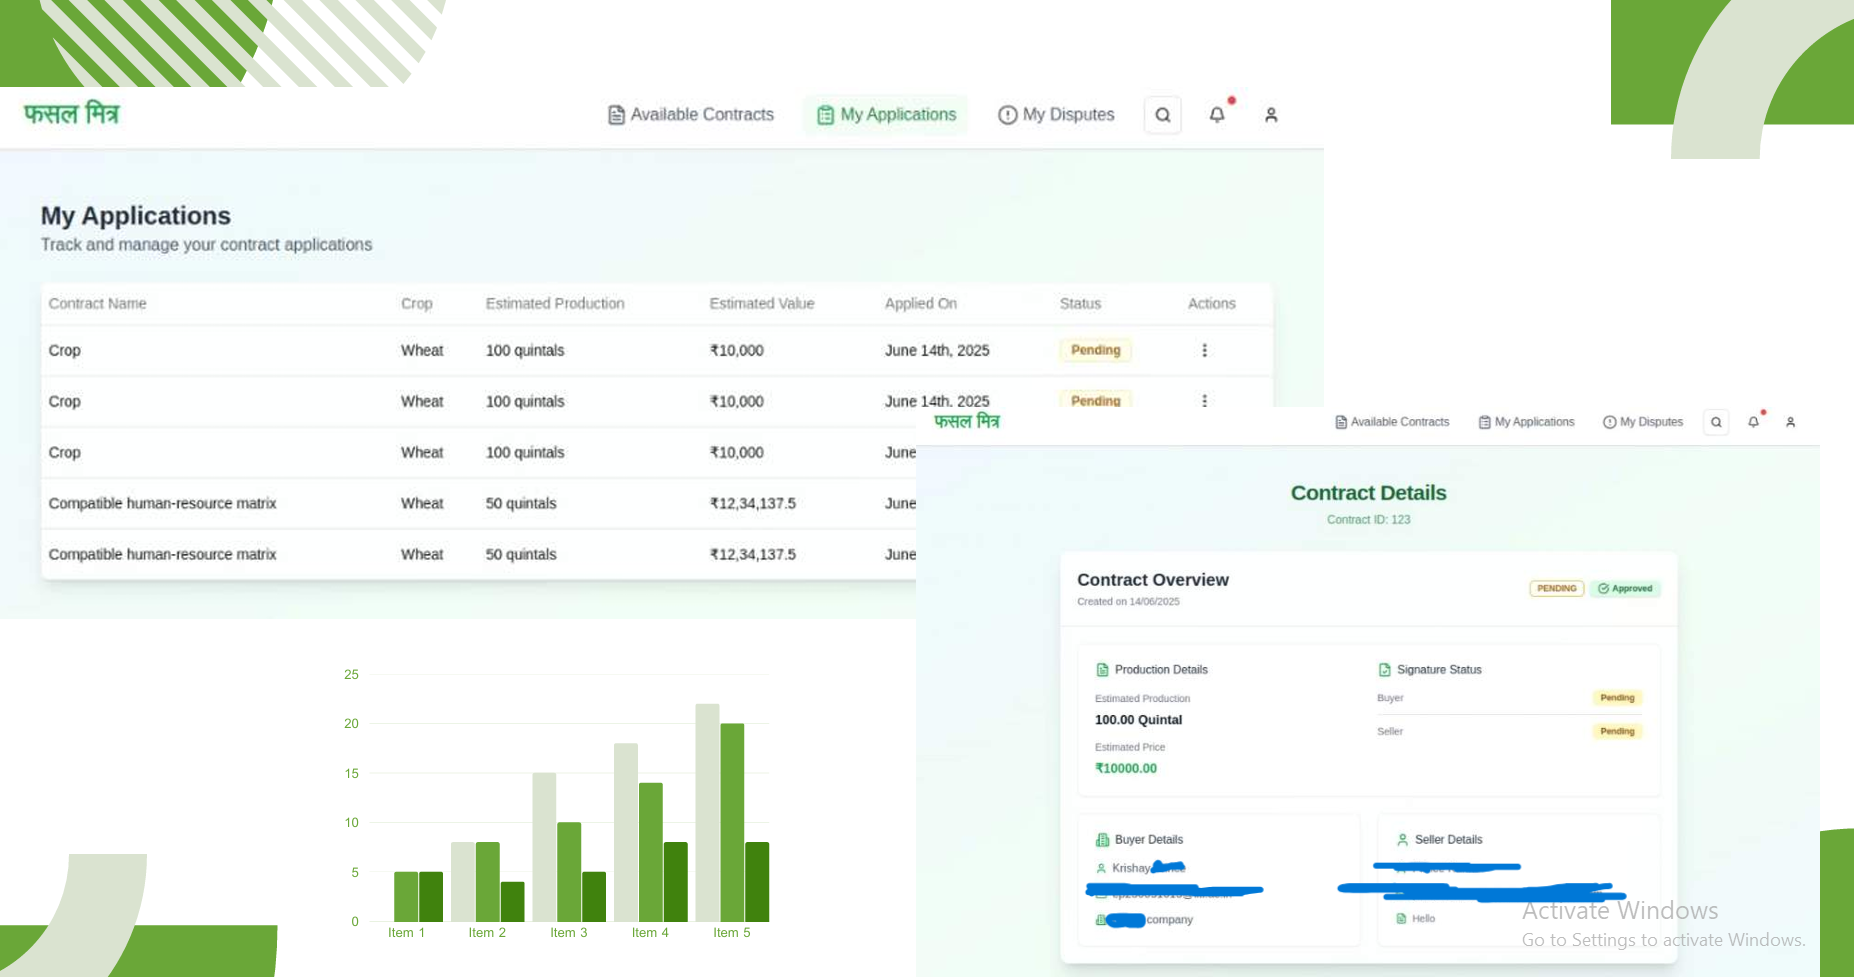 फसल मित्र
Available Contracts My Applications My Disputes
My Applications
Track and manage your contract applications
Contract Name Crop Estimated Production Estimated Value Applied On Status Actions
Crop Wheat 100 quintals ₹10,000 June 14th, 2025 Pending
Crop Wheat 100 quintals ₹10,000 June 14th, 2025 Pending
Crop Wheat 100 quintals ₹10,000 June
Compatible human-resource matrix Wheat 50 quintals ₹12,34,137.5 June
Compatible human-resource matrix Wheat 50 quintals ₹12,34,137.5 June
फसल मित्र
Available Contracts My Applications My Disputes
Contract Details
Contract ID: 123
Contract Overview
PENDING Approved
Created on 14/06/2025
Production Details
Estimated Production
100.00 Quintal
Estimated Price
₹10000.00
Signature Status
Buyer Pending
Seller Pending
Buyer Details
Krishay
company
Seller Details
Hello
25
20
15
10
5
0
Item 1 Item 2 Item 3 Item 4 Item 5
Activate Windows
Go to Settings to activate Windows.